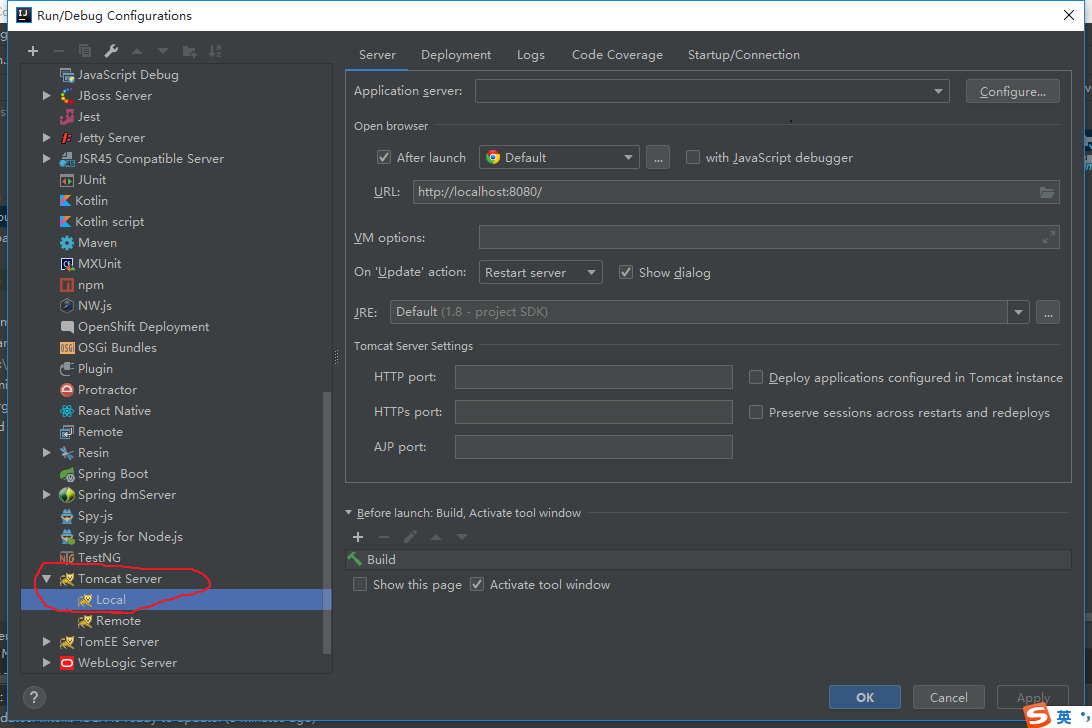 Run/Debug Configurations
JavaScript Debug
JBoss Server
Jest
Jetty Server
JSR45 Compatible Server
JUnit
Kotlin
Kotlin script
Maven
MXUnit
npm
NW.js
OpenShift Deployment
OSGi Bundles
Plugin
Protractor
React Native
Remote
Resin
Spring Boot
Spring dmServer
Spy-js
Spy-js for Node.js
TestNG
Tomcat Server
Local
Remote
TomEE Server
WebLogic Server
Server Deployment Logs Code Coverage Startup/Connection
Application server: Configure...
Open browser
After launch Default ... with JavaScript debugger
URL: http://localhost:8080/
VM options:
On 'Update' action: Restart server Show dialog
JRE: Default (1.8 - project SDK) ...
Tomcat Server Settings
HTTP port: Deploy applications configured in Tomcat instance
HTTPs port: Preserve sessions across restarts and redeploys
AJP port:
Before launch: Build, Activate tool window
Build
Show this page Activate tool window
? OK Cancel Apply
英